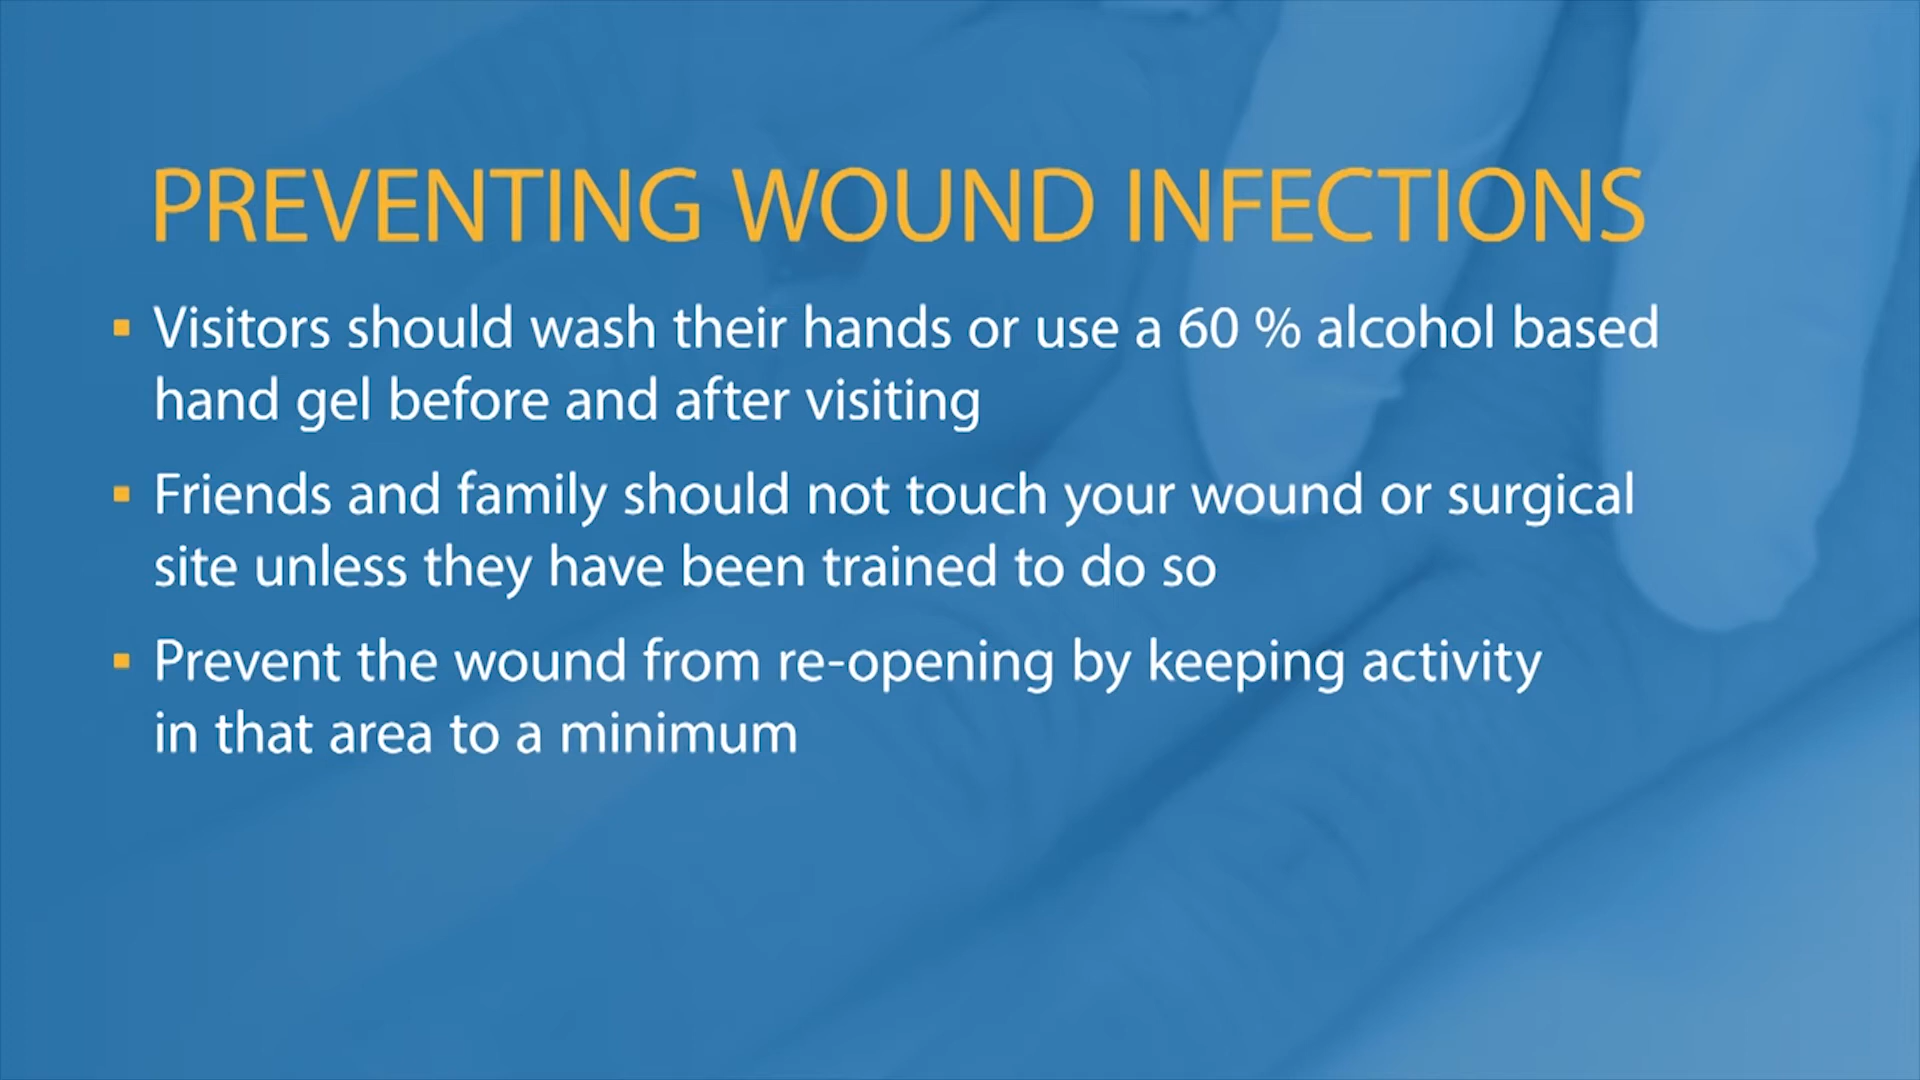 PREVENTING WOUND INFECTIONS
▪ Visitors should wash their hands or use a 60 % alcohol based
hand gel before and after visiting
▪ Friends and family should not touch your wound or surgical
site unless they have been trained to do so
▪ Prevent the wound from re-opening by keeping activity
in that area to a minimum